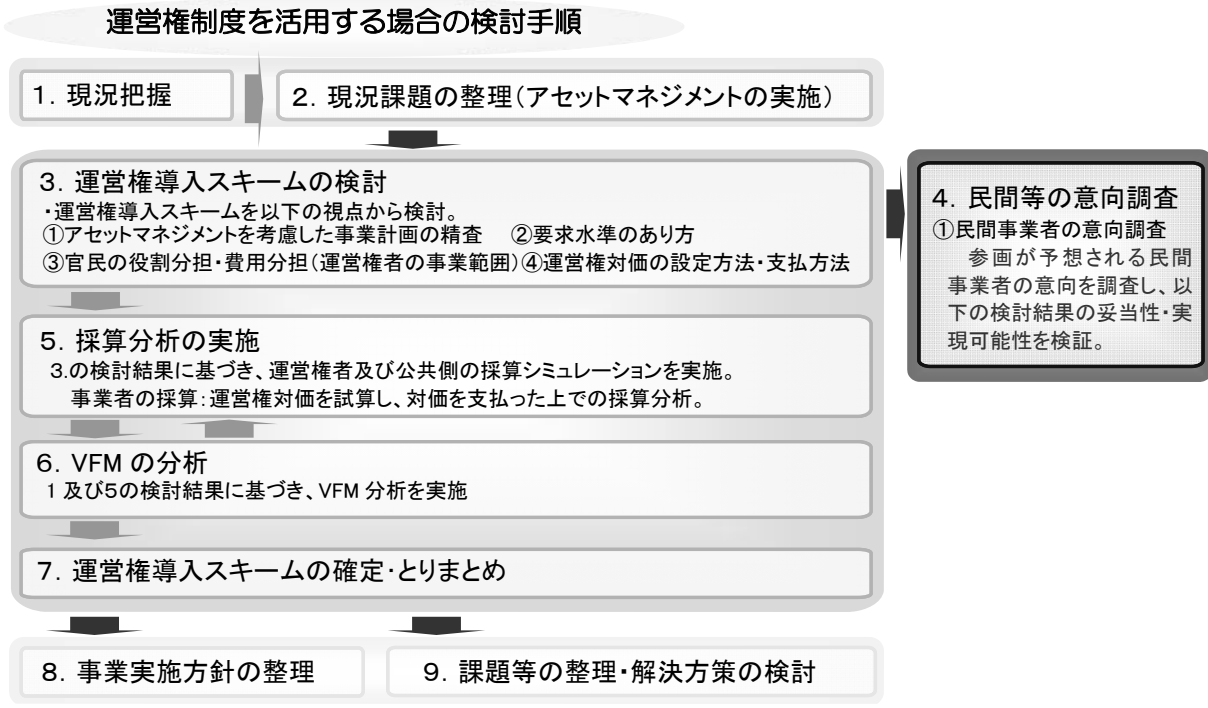 運営権制度を活用する場合の検討手順
1. 現況把握
2. 現況課題の整理(アセットマネジメントの実施)
3. 運営権導入スキームの検討
・運営権導入スキームを以下の視点から検討。
①アセットマネジメントを考慮した事業計画の精査 ②要求水準のあり方
③官民の役割分担・費用分担(運営権者の事業範囲)④運営権対価の設定方法・支払方法
4. 民間等の意向調査
①民間事業者の意向調査
参画が予想される民間
事業者の意向を調査し、以
下の検討結果の妥当性・実
現可能性を検証。
5. 採算分析の実施
3.の検討結果に基づき、運営権者及び公共側の採算シミュレーションを実施。
事業者の採算:運営権対価を試算し、対価を支払った上での採算分析。
6. VFM の分析
1 及び5の検討結果に基づき、VFM 分析を実施
7. 運営権導入スキームの確定・とりまとめ
8. 事業実施方針の整理
9. 課題等の整理・解決方策の検討